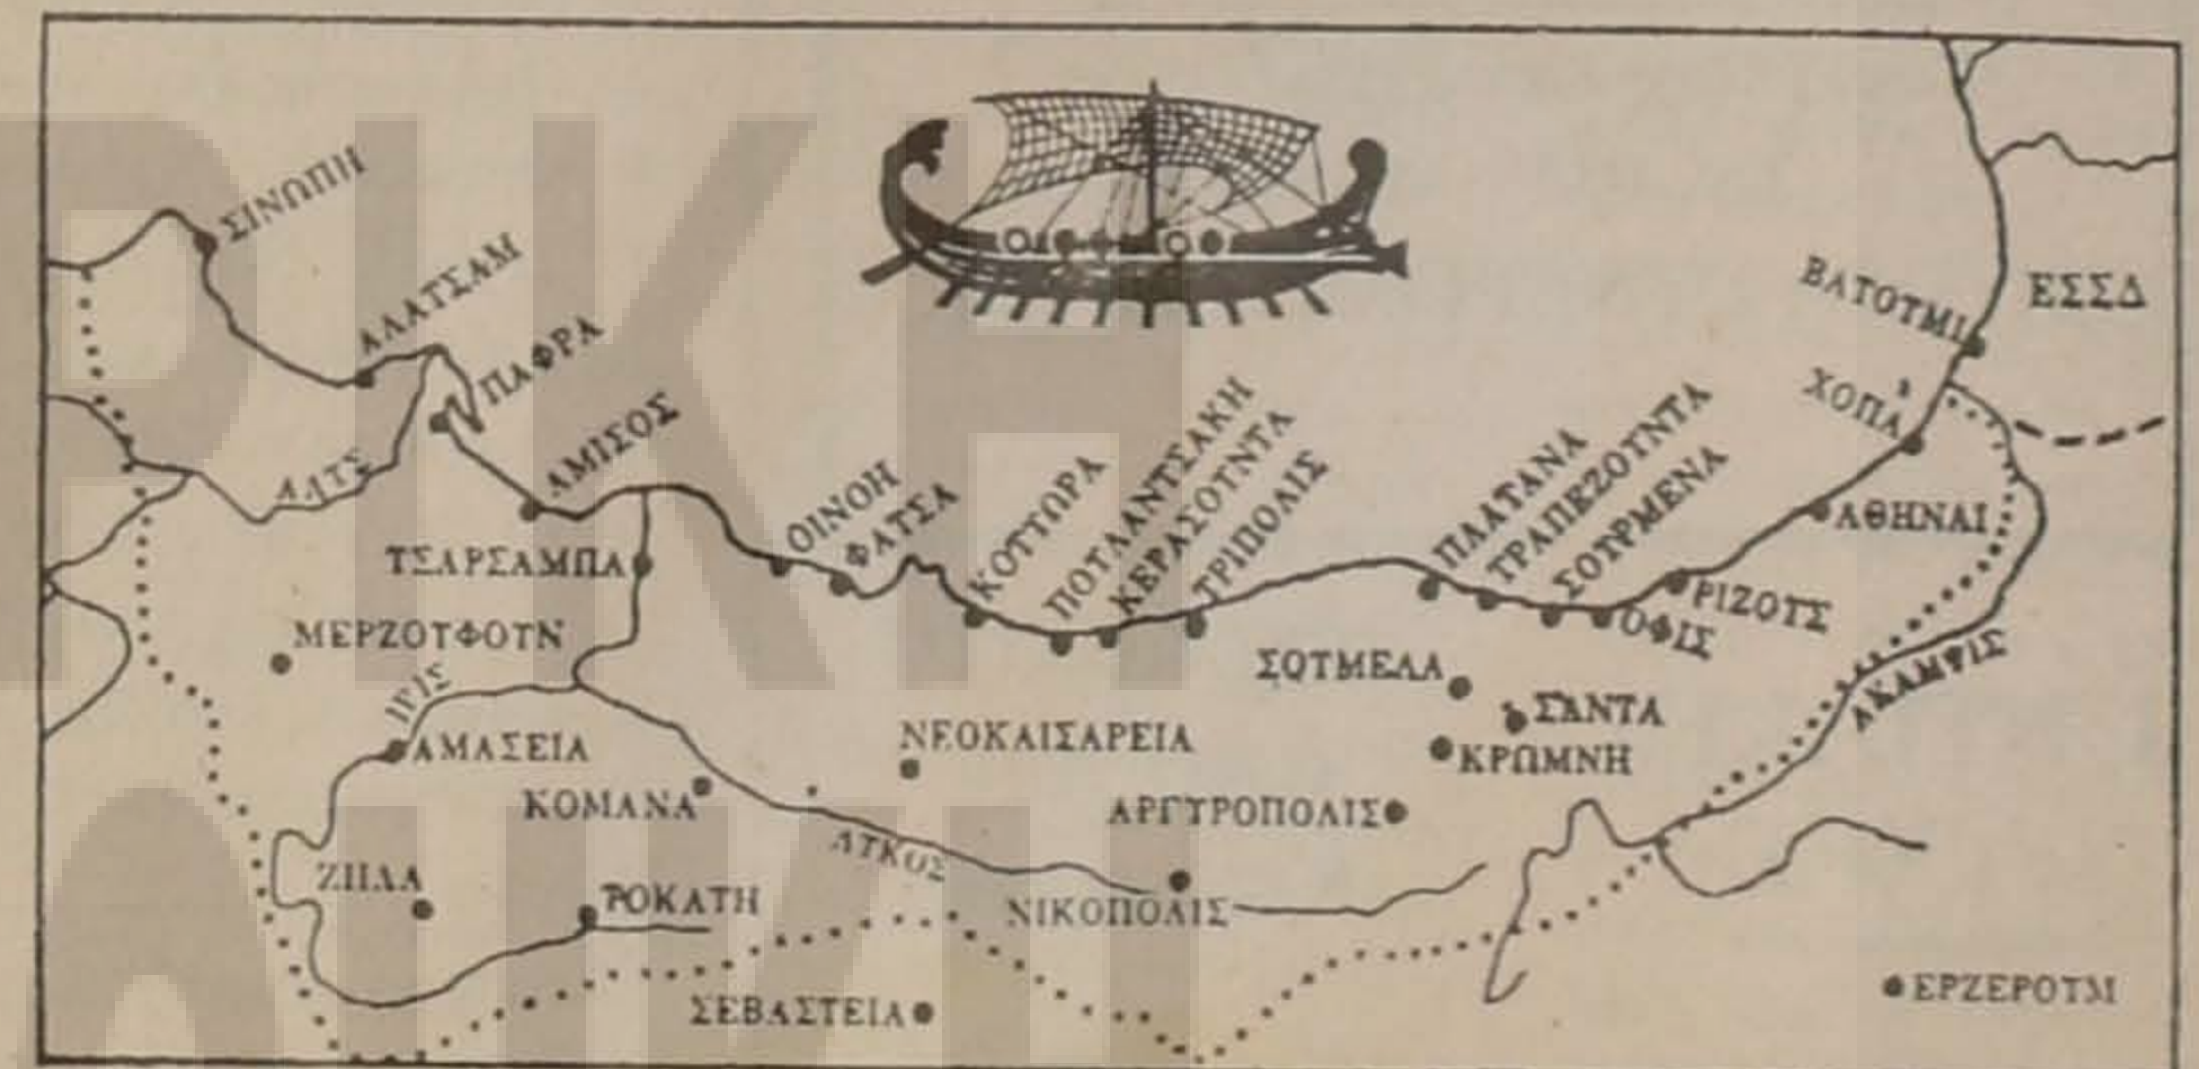 ΣΙΝΩΠΗ
ΑΛΑΤΣΑΜ
ΠΑΦΡΑ
ΑΛΥΣ
ΑΜΙΣΟΣ
ΤΣΑΡΣΑΜΠΑ
ΟΙΝΟΗ
ΦΑΤΣΑ
ΚΟΤΥΩΡΑ
ΠΟΥΛΑΝΤΣΑΚΗ
ΚΕΡΑΣΟΥΝΤΑ
ΤΡΙΠΟΛΙΣ
ΠΛΑΤΑΝΑ
ΤΡΑΠΕΖΟΥΝΤΑ
ΣΟΥΡΜΕΝΑ
ΟΦΙΣ
ΡΙΖΟΥΣ
ΑΘΗΝΑΙ
ΧΟΠΑ
ΒΑΤΟΥΜΙ
ΕΣΣΔ
ΜΕΡΖΟΥΦΟΥΝ
ΙΡΙΣ
ΑΜΑΣΕΙΑ
ΚΟΜΑΝΑ
ΝΕΟΚΑΙΣΑΡΕΙΑ
ΣΟΥΜΕΛΑ
ΣΑΝΤΑ
ΚΡΩΜΝΗ
ΑΚΑΜΨΙΣ
ΑΡΓΥΡΟΠΟΛΙΣ
ΛΥΚΟΣ
ΖΗΛΑ
ΤΟΚΑΤΗ
ΝΙΚΟΠΟΛΙΣ
ΣΕΒΑΣΤΕΙΑ
ΕΡΖΕΡΟΥΜ